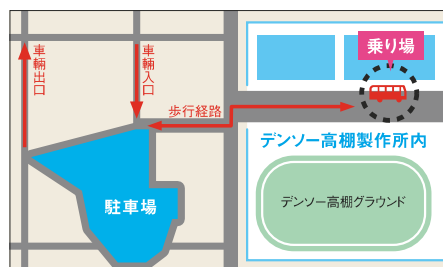 車輌出口
車輌入口
乗り場
歩行経路
デンソー高棚製作所内
駐車場
デンソー高棚グラウンド